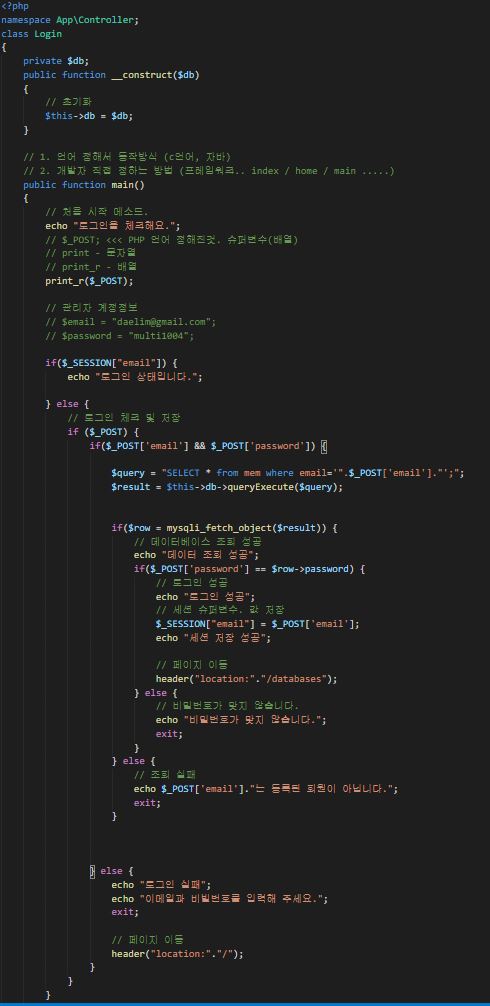 <?php
namespace App\Controller;
class Login
{
    private $db;
    public function __construct($db)
    {
        // 초기화
        $this->db = $db;
    }

    // 1. 언어 정해서 동작방식 (c언어, 자바)
    // 2. 개발자 직접 정하는 방법 (프레임워크.. index / home / main .....)
    public function main()
    {
        // 처음 시작 메소드.
        echo "로그인을 체크해요.";
        // $_POST; <<< PHP 언어 정해진것. 슈퍼변수(배열)
        // print - 문자열
        // print_r - 배열
        print_r($_POST);

        // 관리자 계정정보
        // $email = "daelim@gmail.com";
        // $password = "multi1004";

        if($_SESSION["email"]) {
            echo "로그인 상태입니다.";

        } else {
            // 로그인 체크 및 저장
            if ($_POST) {
                if($_POST['email'] && $_POST['password']) {

                    $query = "SELECT * from mem where email='".$_POST['email']."';";
                    $result = $this->db->queryExecute($query);


                    if($row = mysqli_fetch_object($result)) {
                        // 데이터베이스 조회 성공
                        echo "데이터 조회 성공";
                        if($_POST['password'] == $row->password) {
                            // 로그인 성공
                            echo "로그인 성공";
                            // 세션 슈퍼변수. 값 저장
                            $_SESSION["email"] = $_POST['email'];
                            echo "세션 저장 성공";

                            // 페이지 이동
                            header("location:"."/databases");
                        } else {
                            // 비밀번호가 맞지 않습니다.
                            echo "비밀번호가 맞지 않습니다.";
                            exit;
                        }
                    } else {
                        // 조회 실패
                        echo $_POST['email']."는 등록된 회원이 아닙니다.";
                        exit;
                    }



                } else {
                    echo "로그인 실패";
                    echo "이메일과 비밀번호를 입력해 주세요.";
                    exit;

                    // 페이지 이동
                    header("location:"."/");
                }
            }
        }